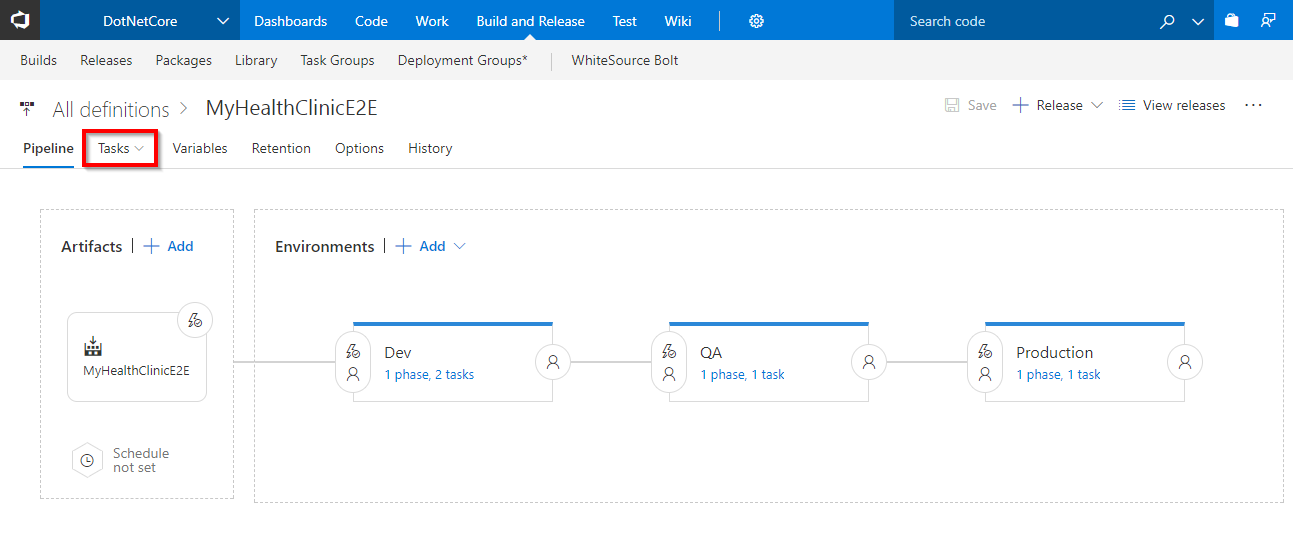 DotNetCore Dashboards Code Work Build and Release Test Wiki Search code
Builds Releases Packages Library Task Groups Deployment Groups* WhiteSource Bolt
All definitions > MyHealthClinicE2E Save Release View releases ...
Pipeline Tasks Variables Retention Options History
Artifacts | + Add Environments | + Add
Dev QA Production
MyHealthClinicE2E 1 phase, 2 tasks 1 phase, 1 task 1 phase, 1 task
Schedule
not set